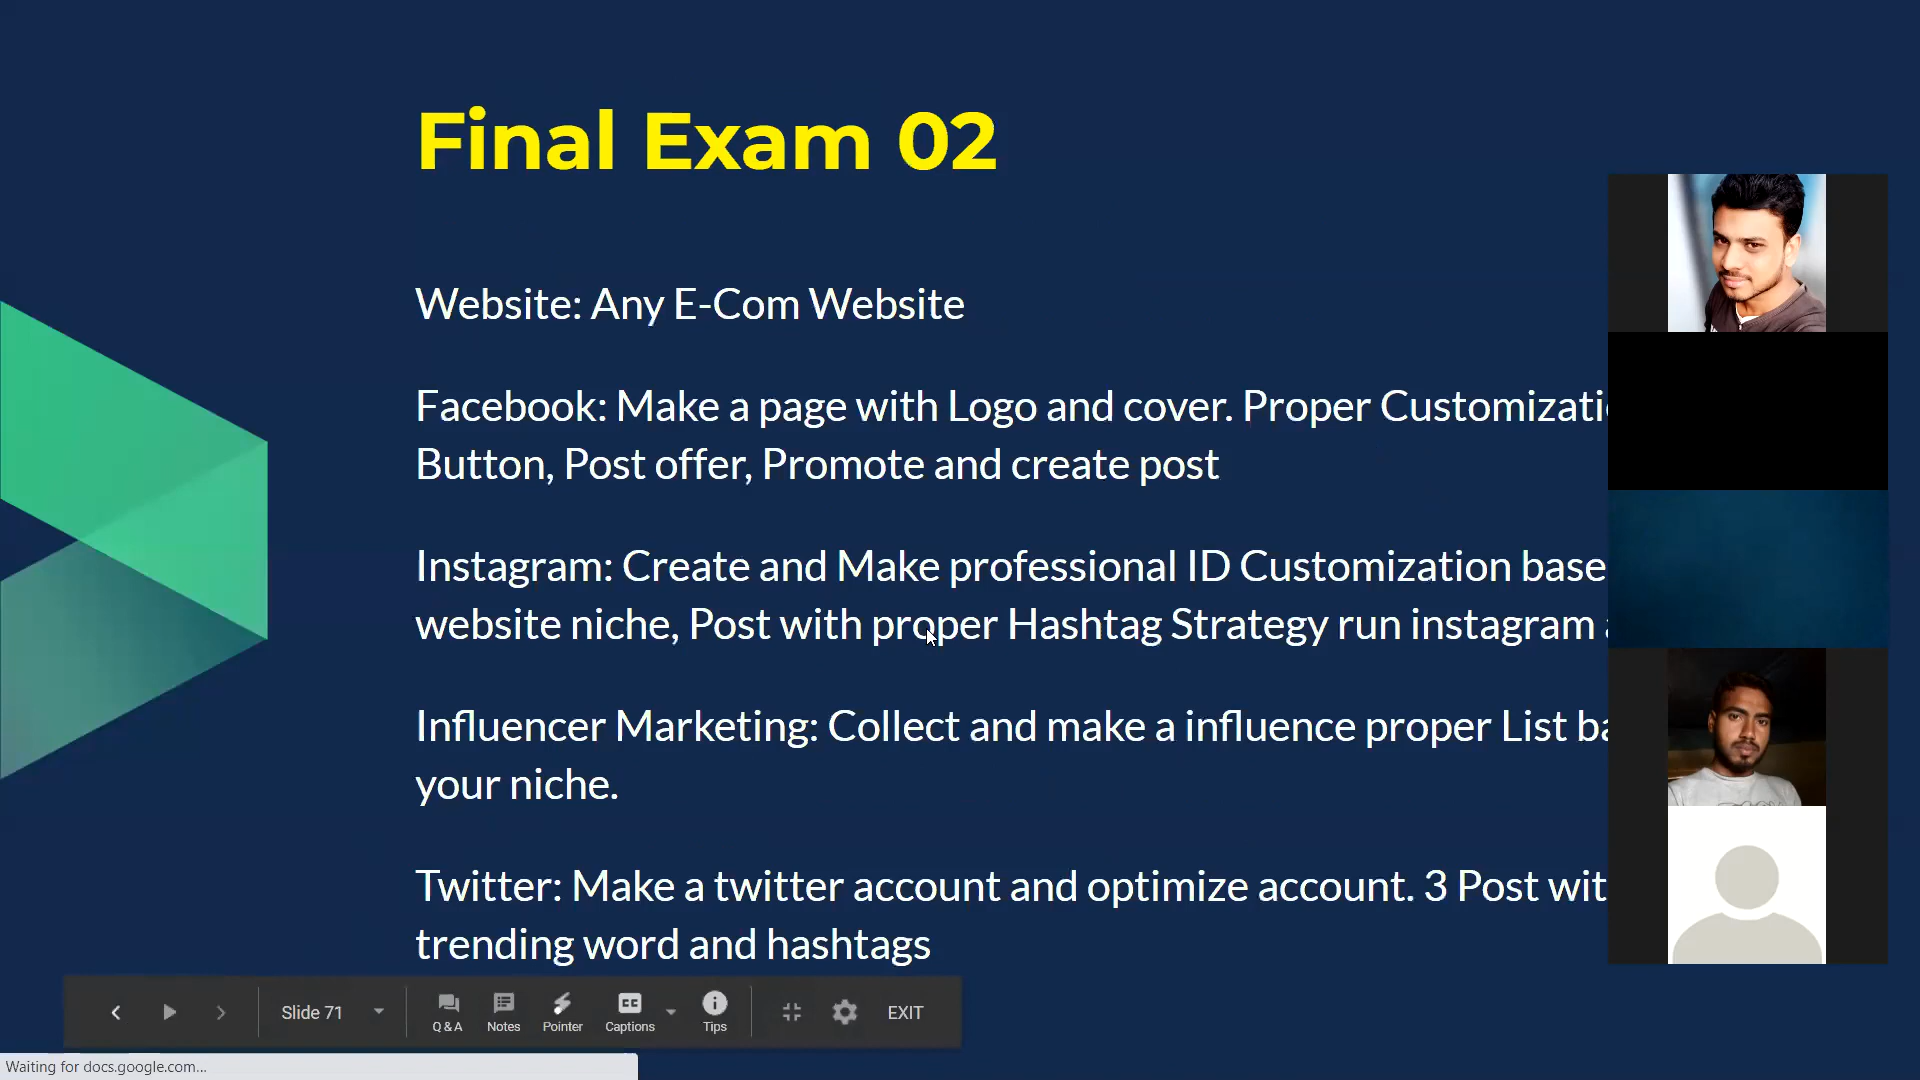 Final Exam 02
Website: Any E-Com Website
Facebook: Make a page with Logo and cover. Proper
Button, Post offer, Promote and create post
Instagram: Create and Make professional ID Customization
website niche, Post with proper Hashtag Strategy run instagram
Influencer Marketing: Collect and make a influence proper List
your niche.
Twitter: Make a twitter account and optimize account. 3 Post
trending word and hashtags
Slide 71
Q & A
Notes
Pointer
Captions
Tips
EXIT
Waiting for docs.google.com...